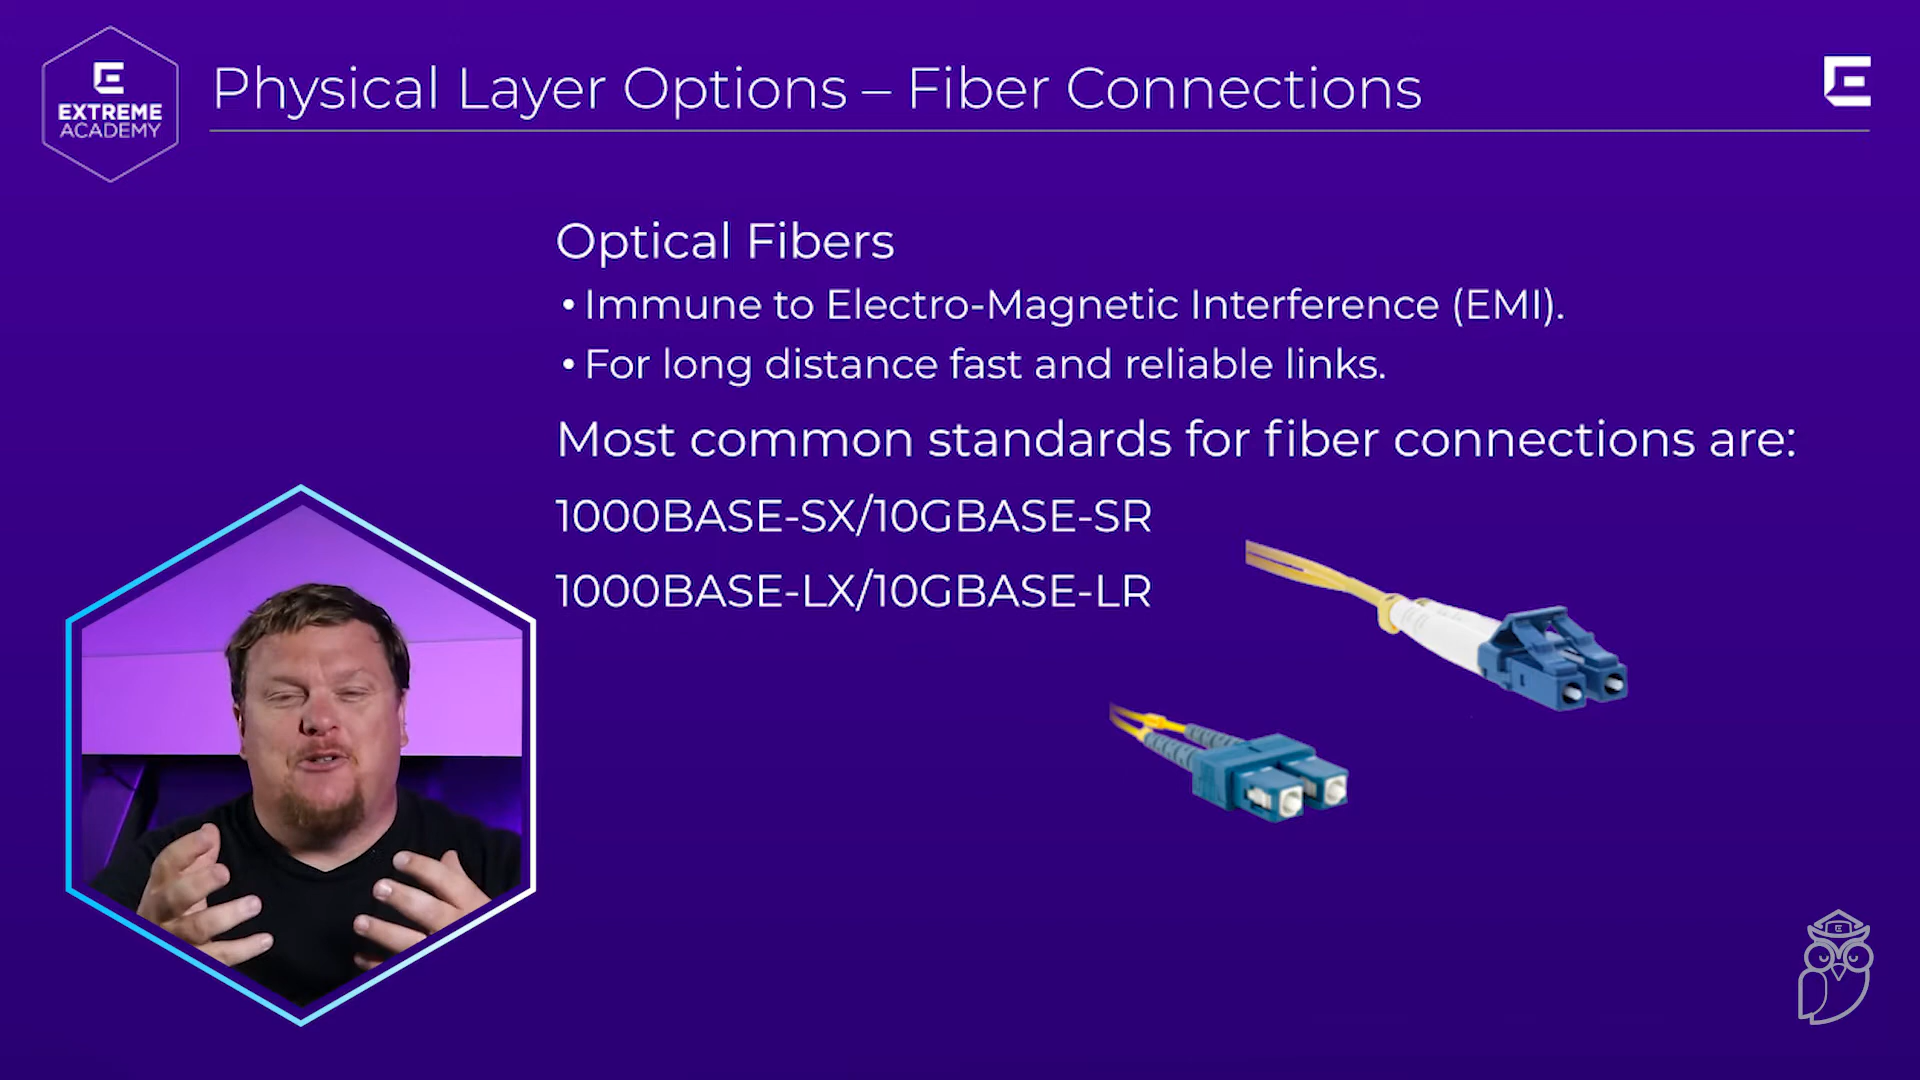 EXTREME
ACADEMY
Physical Layer Options – Fiber Connections
Optical Fibers
• Immune to Electro-Magnetic Interference (EMI).
• For long distance fast and reliable links.
Most common standards for fiber connections are:
1000BASE-SX/10GBASE-SR
1000BASE-LX/10GBASE-LR